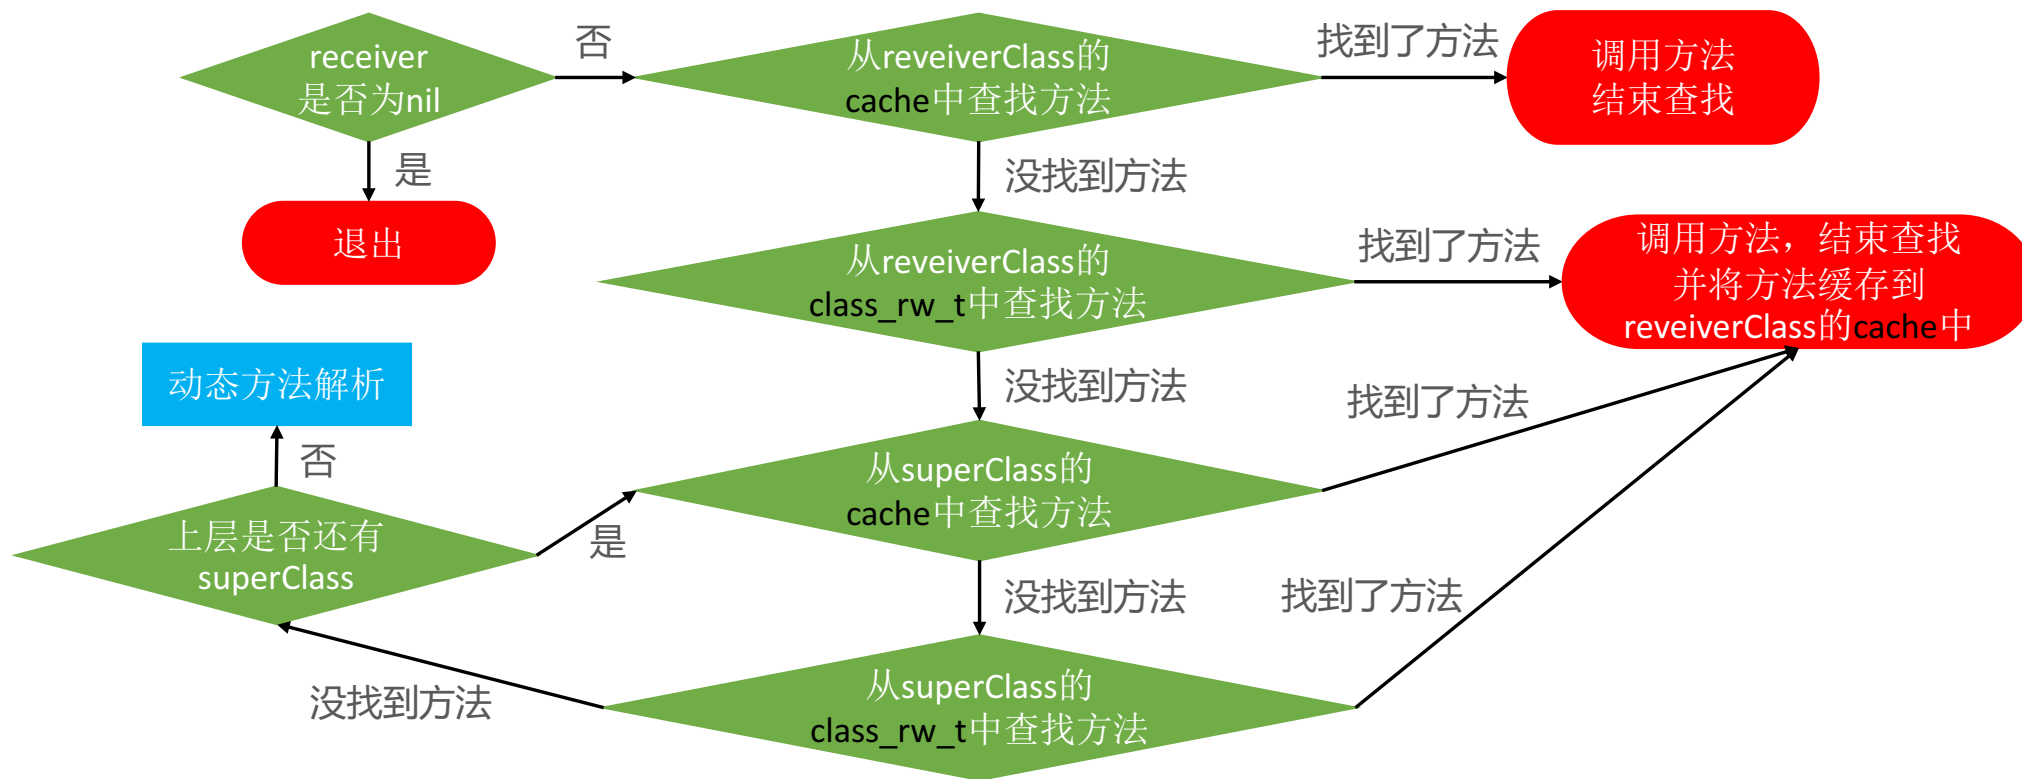 receiver
是否为nil
否
从reveiverClass的
cache中查找方法
找到了方法
调用方法
结束查找
是
没找到方法
退出
从reveiverClass的
class_rw_t中查找方法
找到了方法
调用方法，结束查找
并将方法缓存到
reveiverClass的cache中
没找到方法
找到了方法
动态方法解析
否
从superClass的
cache中查找方法
上层是否还有
superClass
是
没找到方法
找到了方法
没找到方法
从superClass的
class_rw_t中查找方法